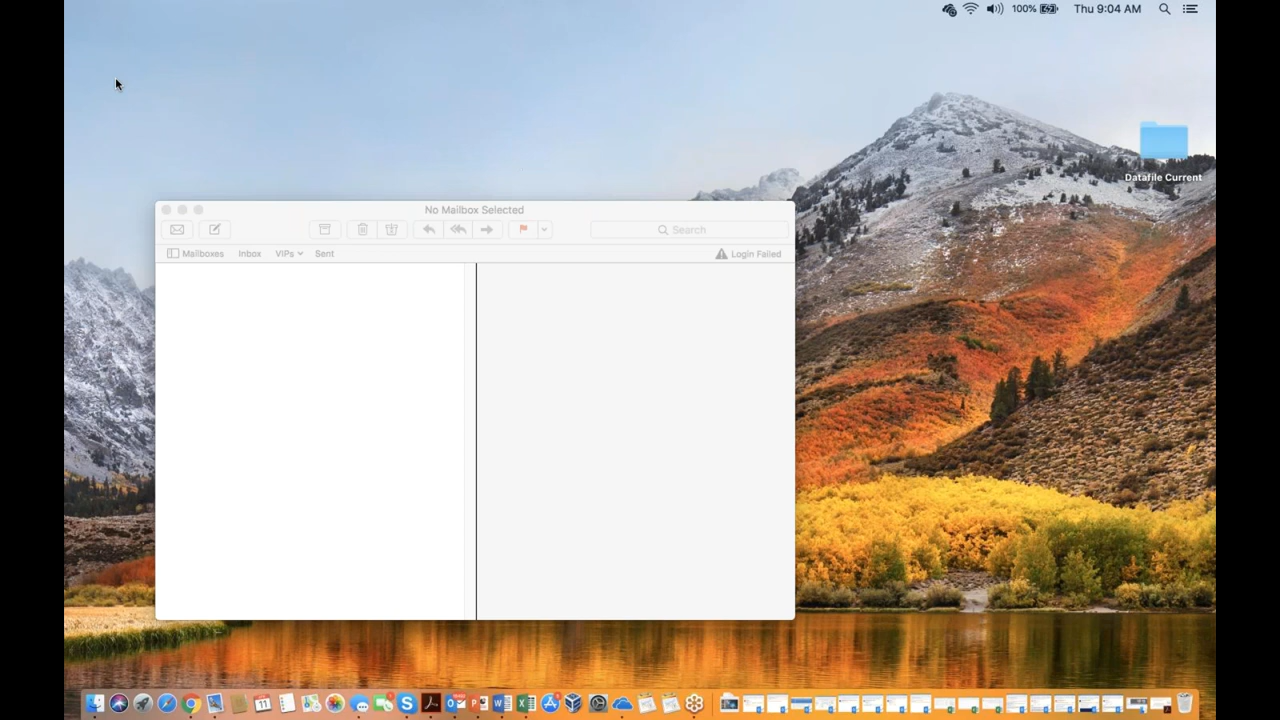 100% Thu 9:04 AM
Datafile Current
No Mailbox Selected
Search
Mailboxes Inbox VIPs Sent Login Failed